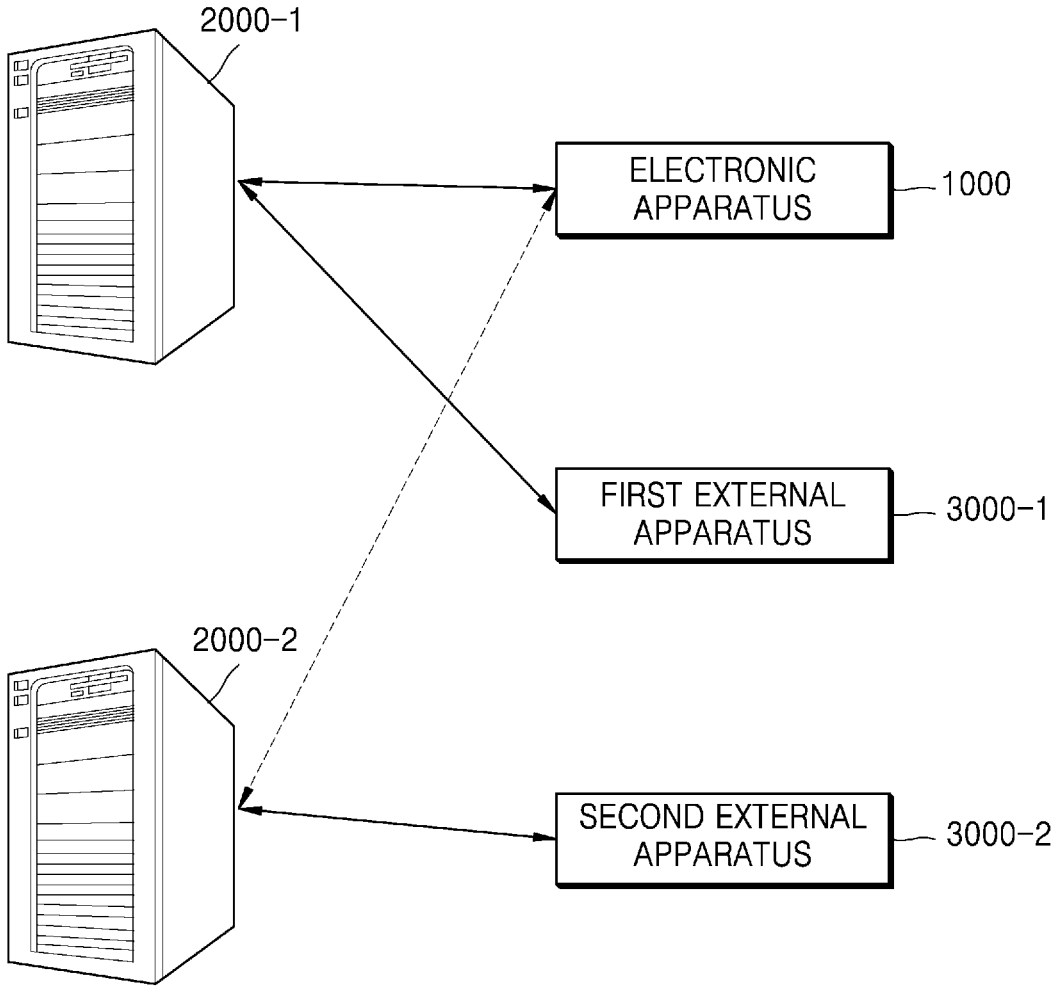 2000-1
ELECTRONIC
APPARATUS
1000
FIRST EXTERNAL
APPARATUS
3000-1
2000-2
SECOND EXTERNAL
APPARATUS
3000-2